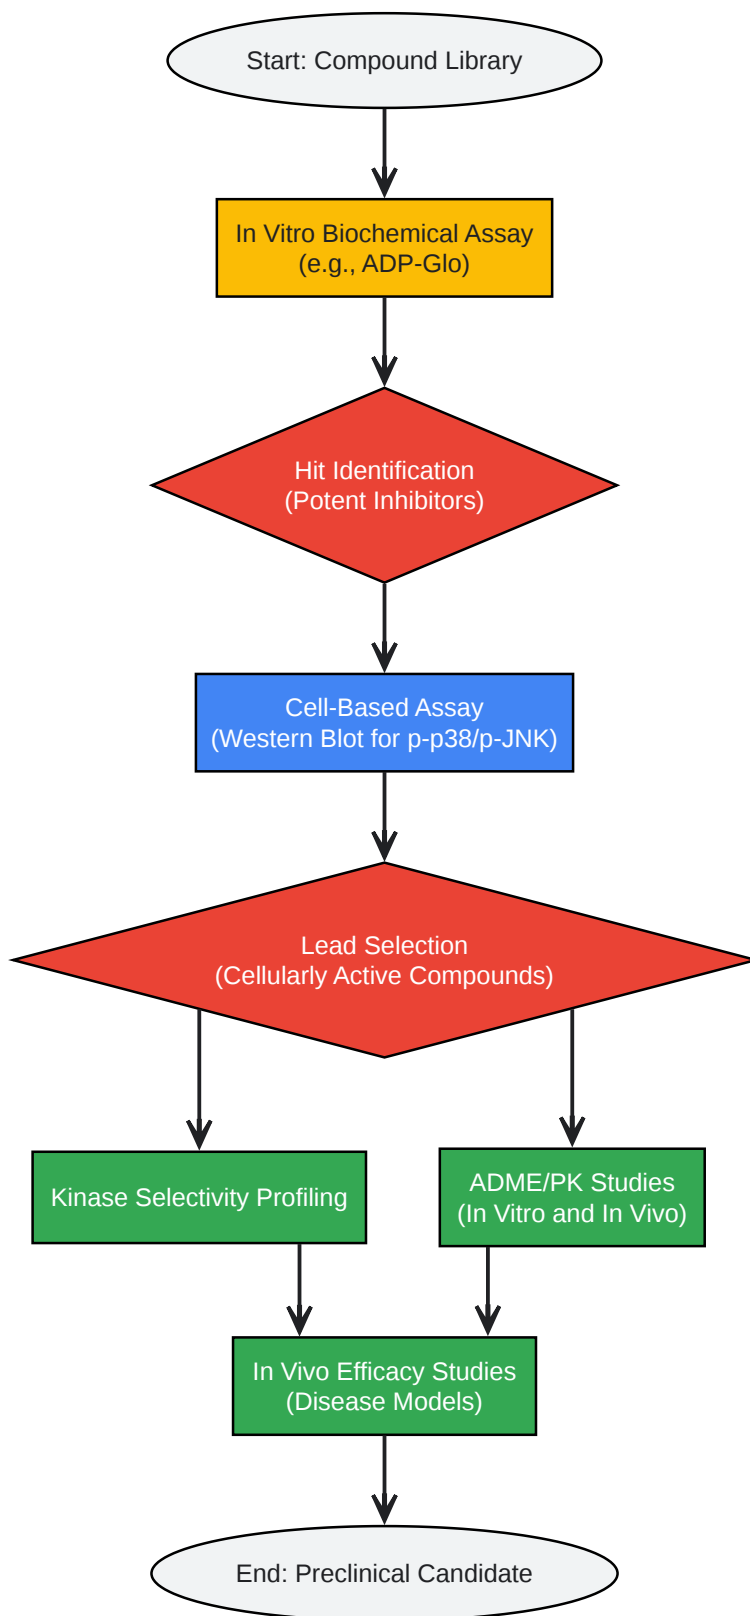 Start: Compound Library
In Vitro Biochemical Assay
(e.g., ADP-Glo)
Hit Identification
(Potent Inhibitors)
Cell-Based Assay
(Western Blot for p-p38/p-JNK)
Lead Selection
(Cellularly Active Compounds)
Kinase Selectivity Profiling
ADME/PK Studies
(In Vitro and In Vivo)
In Vivo Efficacy Studies
(Disease Models)
End: Preclinical Candidate